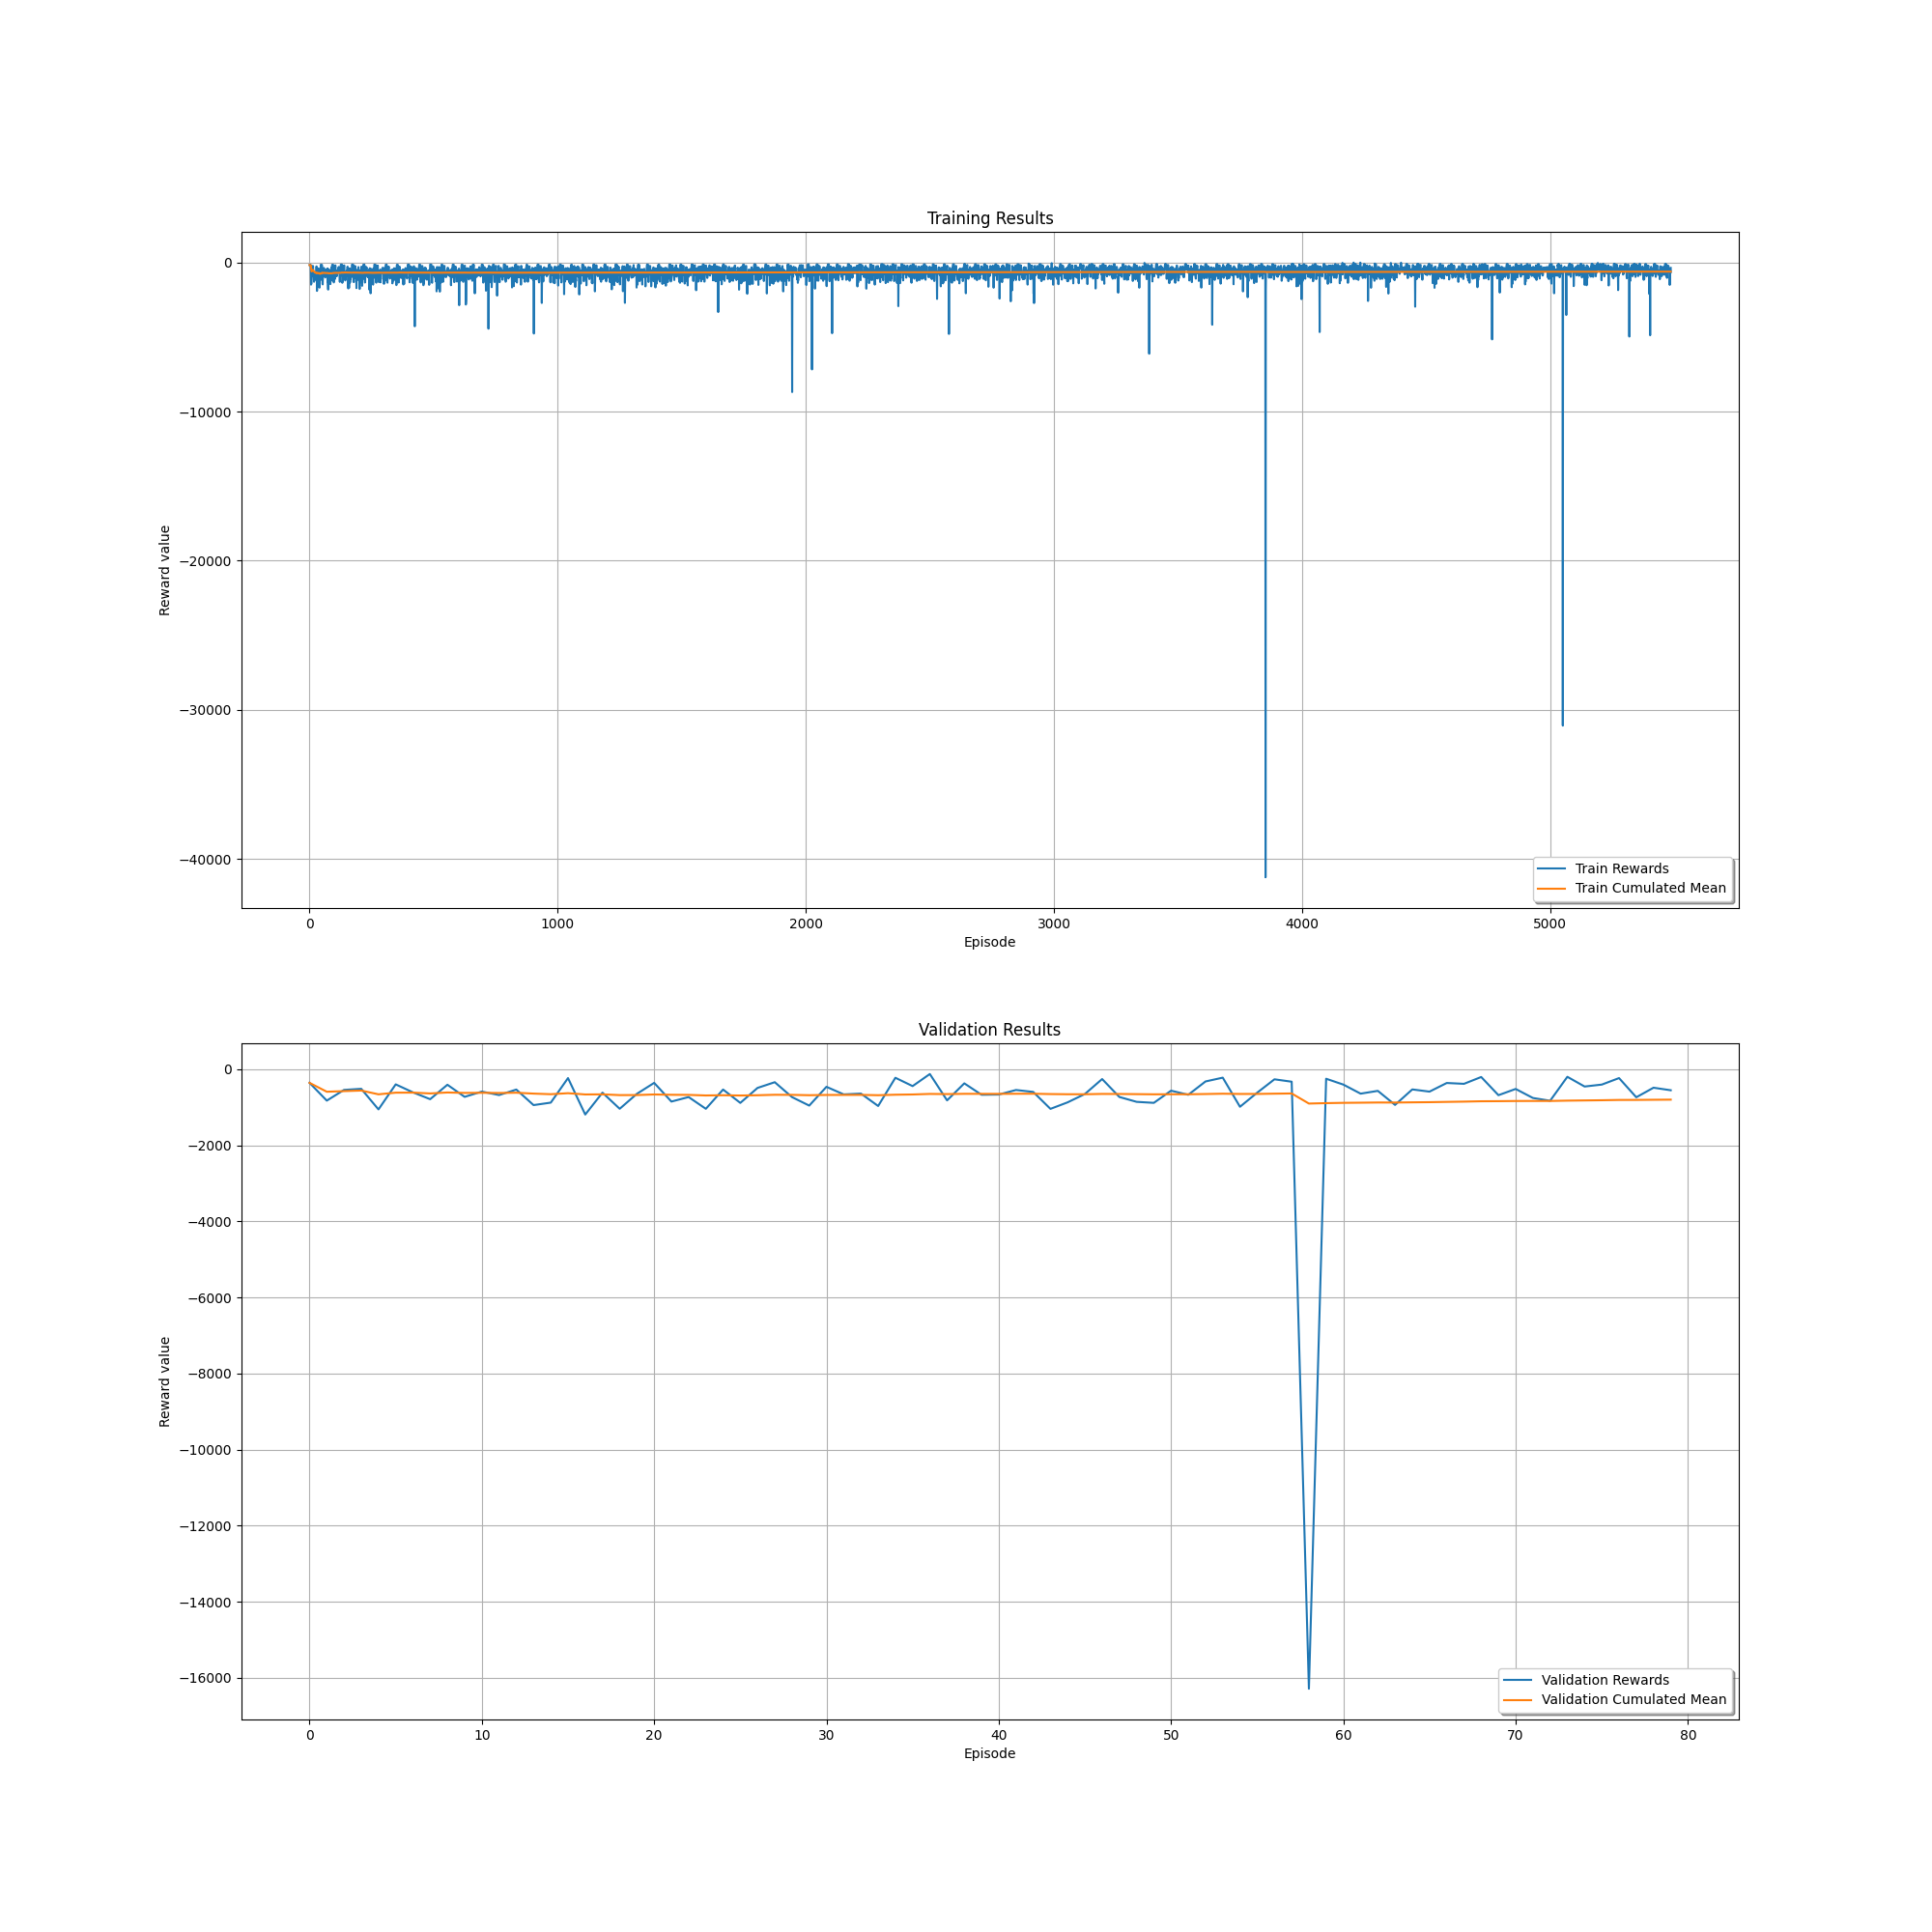 Training Results
0
−10000
−20000
−30000
−40000
Reward value
Train Rewards
Train Cumulated Mean
0 1000 2000 3000 4000 5000
Episode
Validation Results
0
−2000
−4000
−6000
−8000
−10000
−12000
−14000
−16000
Reward value
Validation Rewards
Validation Cumulated Mean
0 10 20 30 40 50 60 70 80
Episode